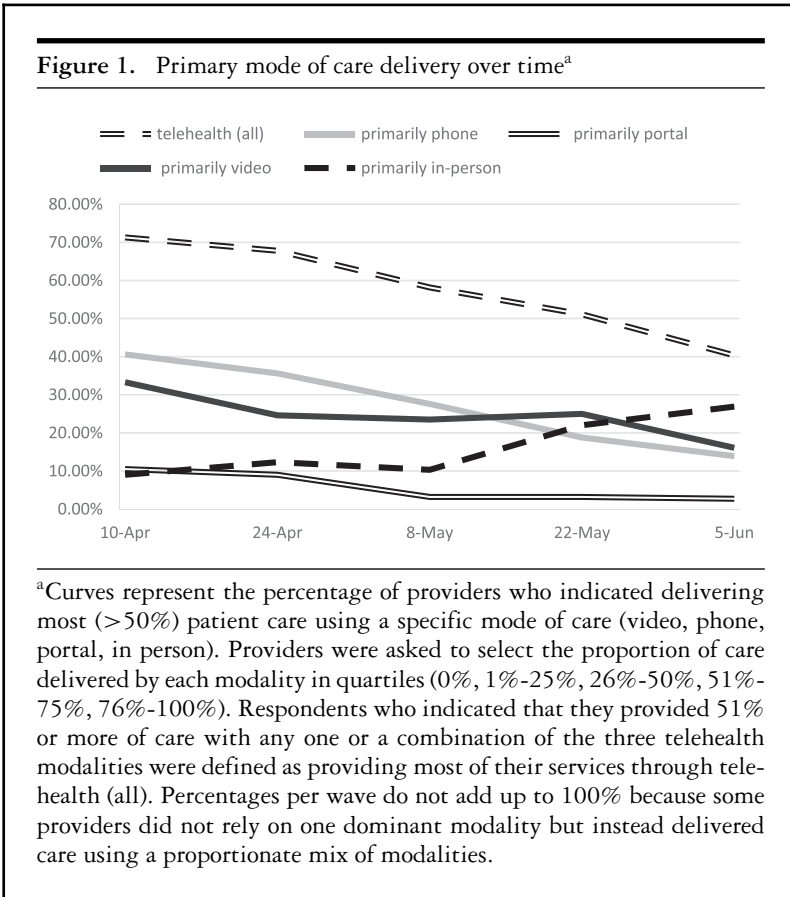 Figure 1. Primary mode of care delivery over timeᵃ
telehealth (all) primarily phone primarily portal
primarily video primarily in-person
80.00%
70.00%
60.00%
50.00%
40.00%
30.00%
20.00%
10.00%
0.00%
10-Apr 24-Apr 8-May 22-May 5-Jun
ᵃCurves represent the percentage of providers who indicated delivering
most (>50%) patient care using a specific mode of care (video, phone,
portal, in person). Providers were asked to select the proportion of care
delivered by each modality in quartiles (0%, 1%-25%, 26%-50%, 51%-
75%, 76%-100%). Respondents who indicated that they provided 51%
or more of care with any one or a combination of the three telehealth
modalities were defined as providing most of their services through tele-
health (all). Percentages per wave do not add up to 100% because some
providers did not rely on one dominant modality but instead delivered
care using a proportionate mix of modalities.